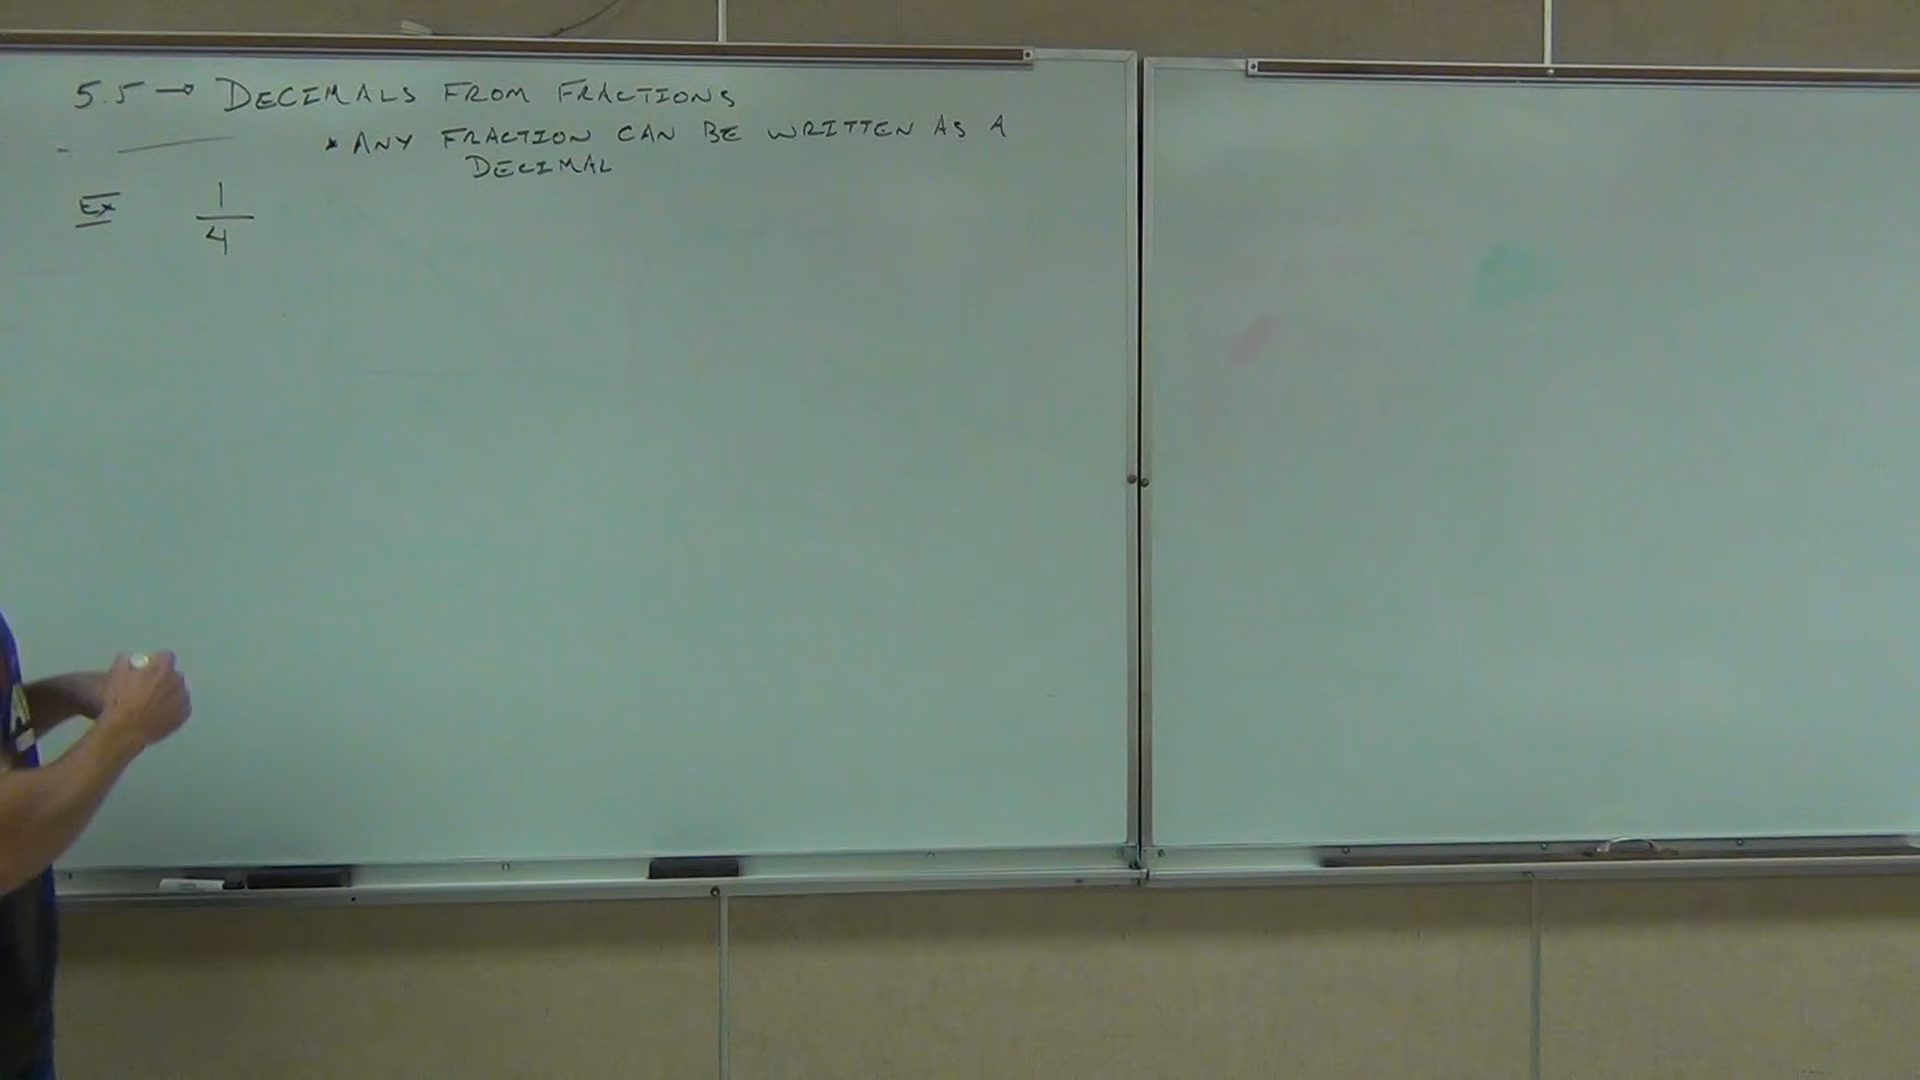 5.5 → DECIMALS FROM FRACTIONS
* ANY FRACTION CAN BE WRITTEN AS A
DECIMAL
EX 1/4